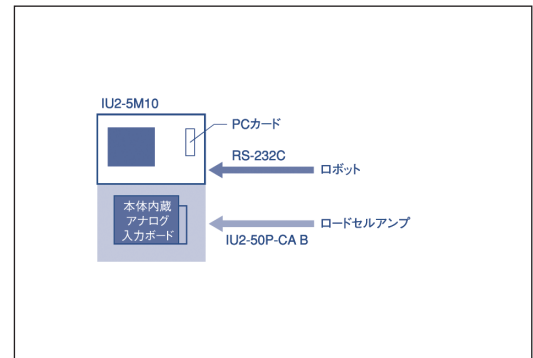 IU2-5M10
PCカード
RS-232C
ロボット
本体内蔵
アナログ
入力ボード
ロードセルアンプ
IU2-50P-CA B